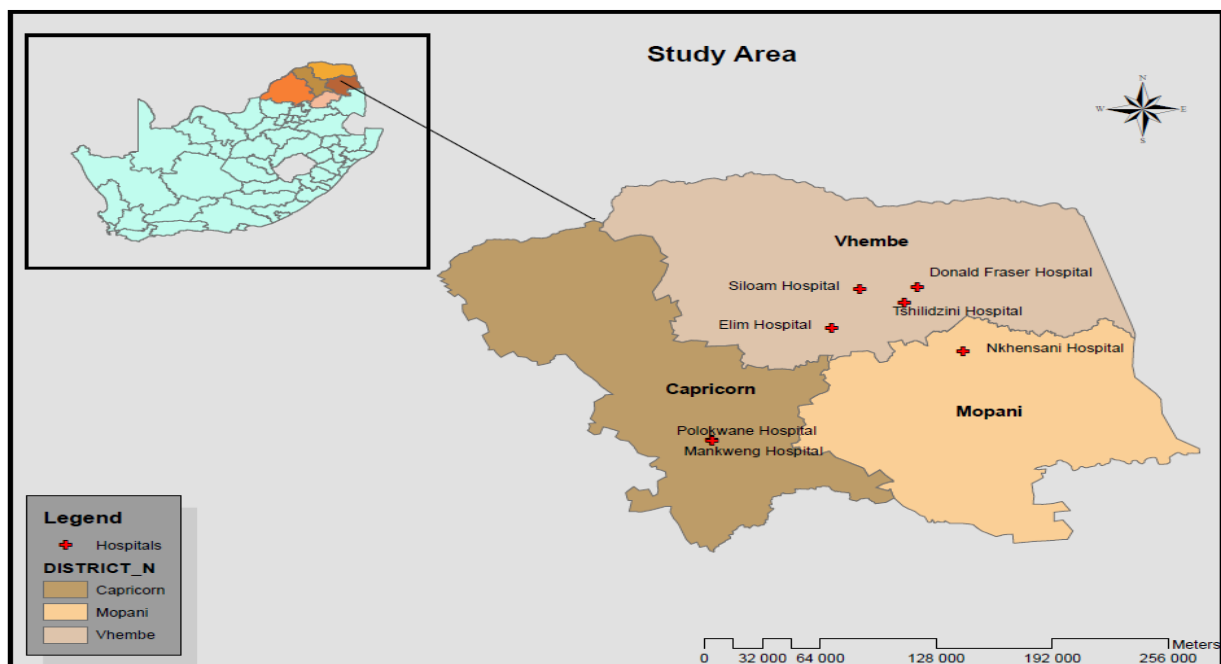 Study Area
N
W
E
S
Vhembe
Donald Fraser Hospital
Siloam Hospital
Tshilidzini Hospital
Elim Hospital
Nkhensani Hospital
Capricorn
Mopani
Polokwane Hospital
Mankweng Hospital
Legend
Hospitals
DISTRICT_N
Capricorn
Mopani
Vhembe
Meters
0 32 000 64 000 128 000 192 000 256 000